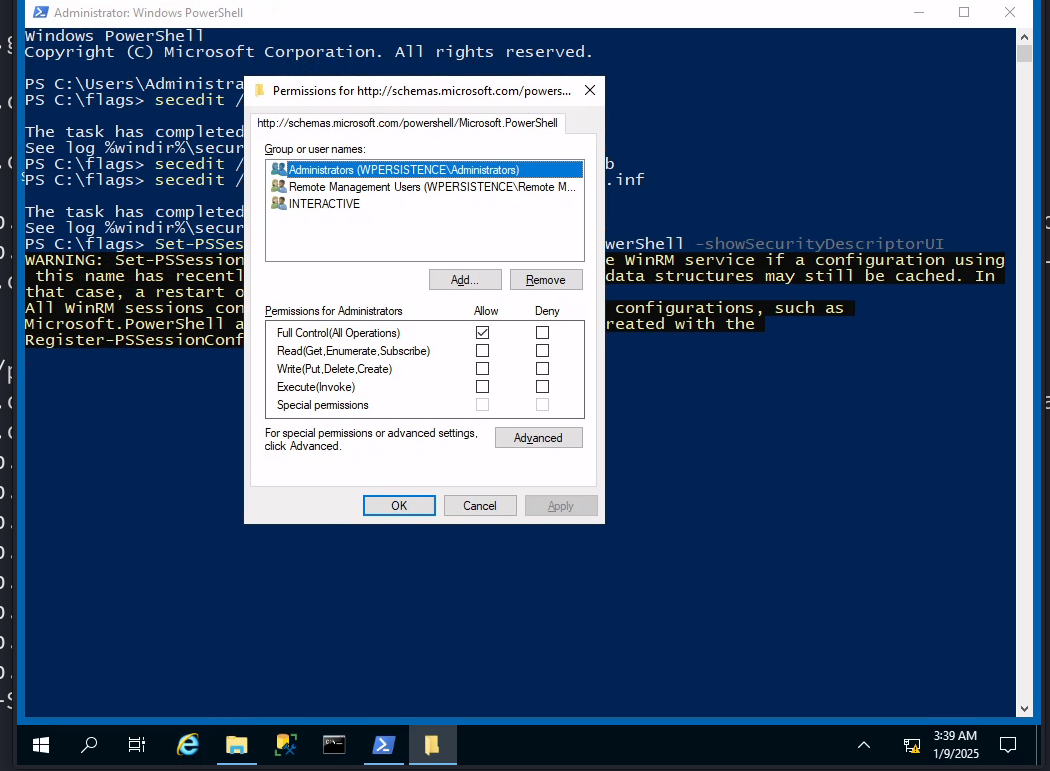 Administrator: Windows PowerShell
Windows PowerShell
Copyright (C) Microsoft Corporation. All rights reserved.
PS C:\Users\Administra
PS C:\flags> secedit /
The task has completed
See log %windir%\secur
PS C:\flags> secedit / b
PS C:\flags> secedit / .inf
The task has completed
See log %windir%\secur
PS C:\flags> Set-PSSes werShell -showSecurityDescriptorUI
WARNING: Set-PSSession e WinRM service if a configuration using
this name has recentl data structures may still be cached. In
that case, a restart o
All WinRM sessions con configurations, such as
Microsoft.PowerShell a reated with the
Register-PSSessionConf
Permissions for http://schemas.microsoft.com/powers...
http://schemas.microsoft.com/powershell/Microsoft.PowerShell
Group or user names:
Administrators (WPERSISTENCE\Administrators)
Remote Management Users (WPERSISTENCE\Remote M...
INTERACTIVE
Add... Remove
Permissions for Administrators Allow Deny
Full Control(All Operations)
Read(Get,Enumerate,Subscribe)
Write(Put,Delete,Create)
Execute(Invoke)
Special permissions
For special permissions or advanced settings,
click Advanced.
Advanced
OK Cancel Apply
3:39 AM
1/9/2025